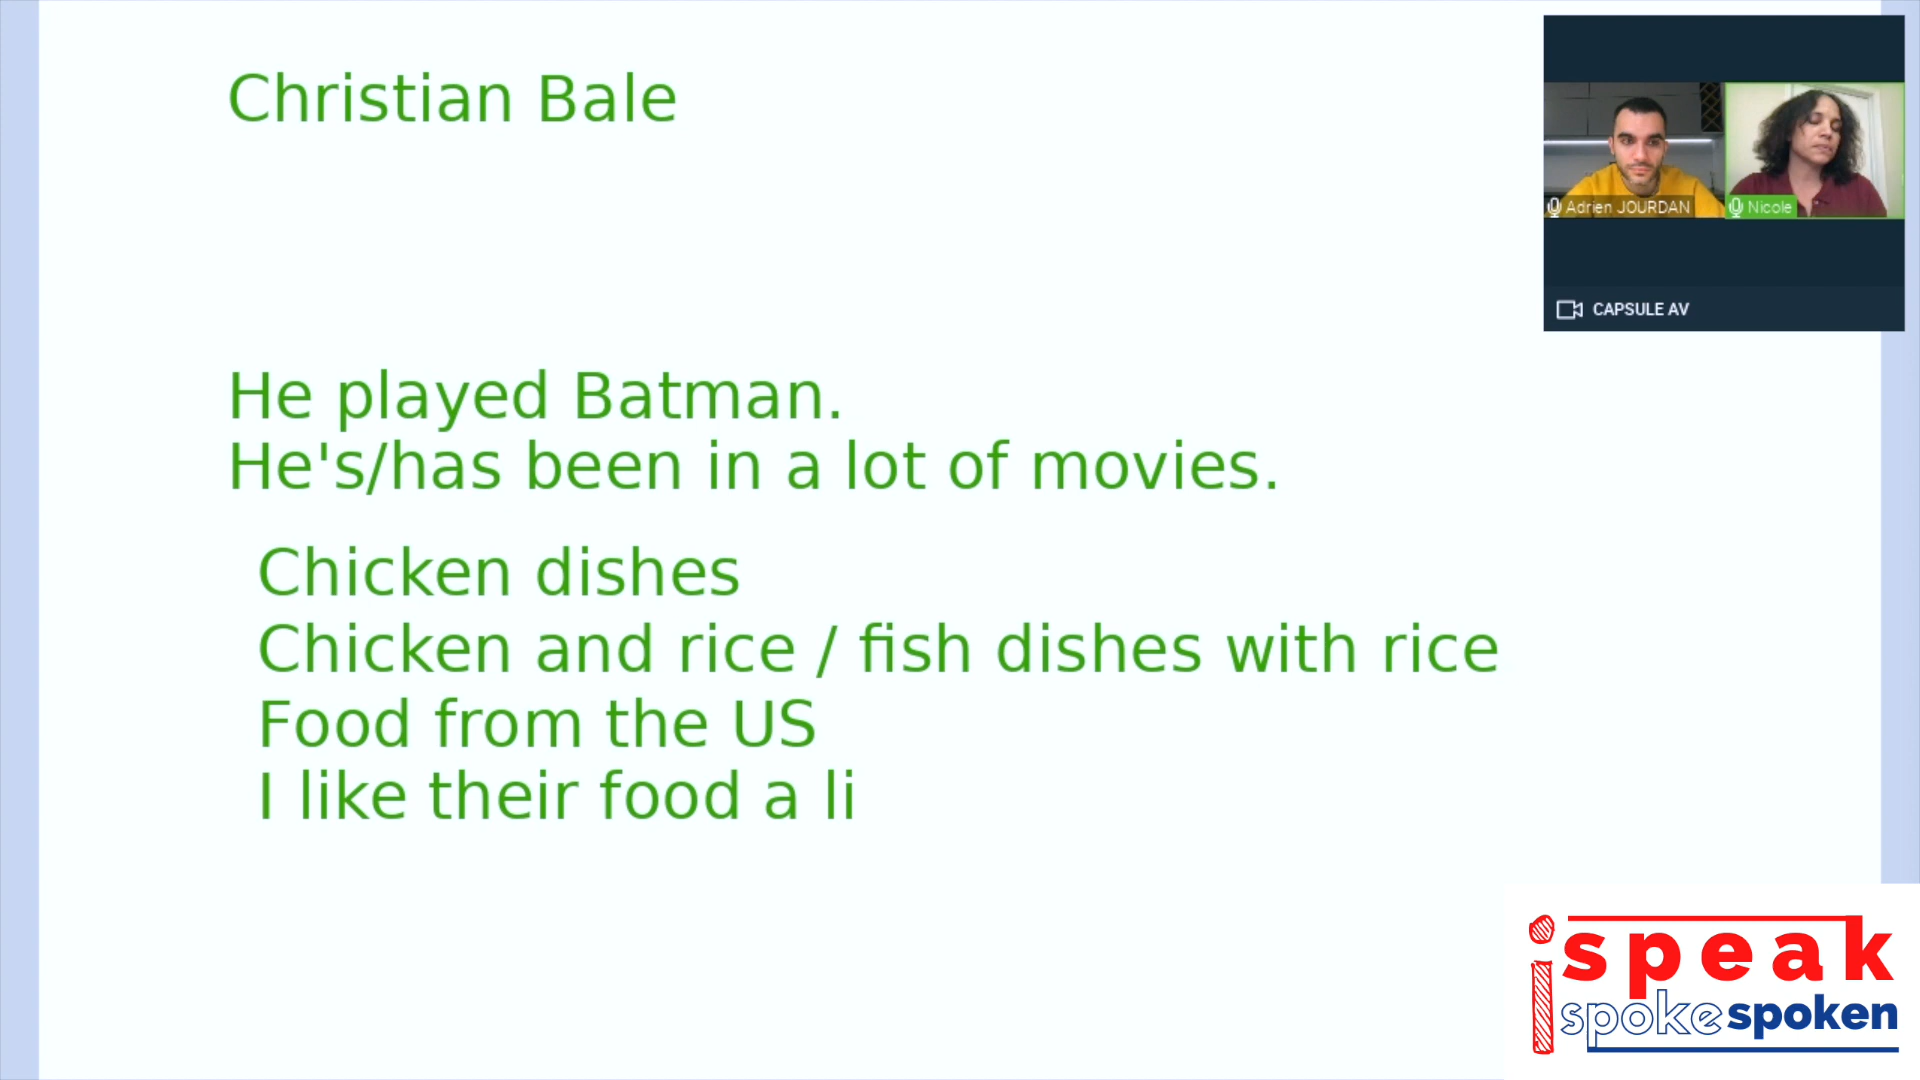 Christian Bale
Adrien JOURDAN
Nicole
CAPSULE AV
He played Batman.
He's/has been in a lot of movies.
Chicken dishes
Chicken and rice / fish dishes with rice
Food from the US
I like their food a li
ispeak
spoke spoken